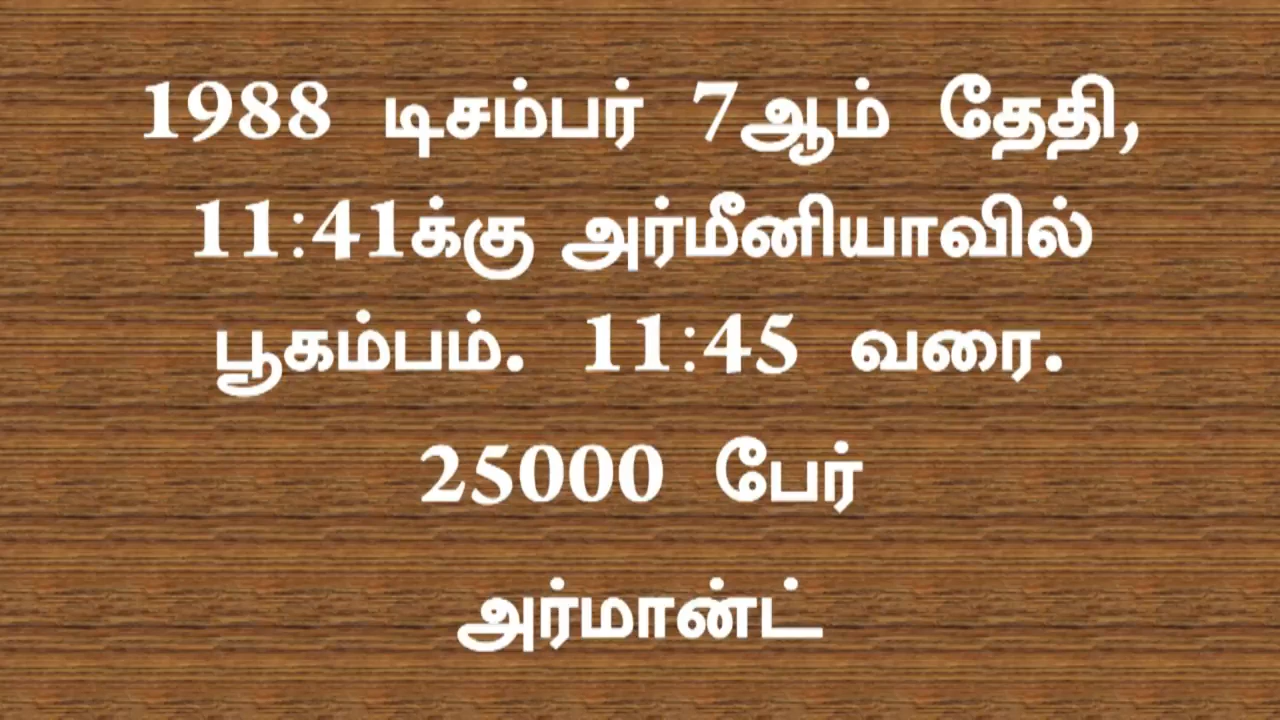 1988 டிசம்பர் 7ஆம் தேதி,
11:41க்கு அர்மீனியாவில்
பூகம்பம். 11:45 வரை.
25000 பேர்
அர்மாண்ட்